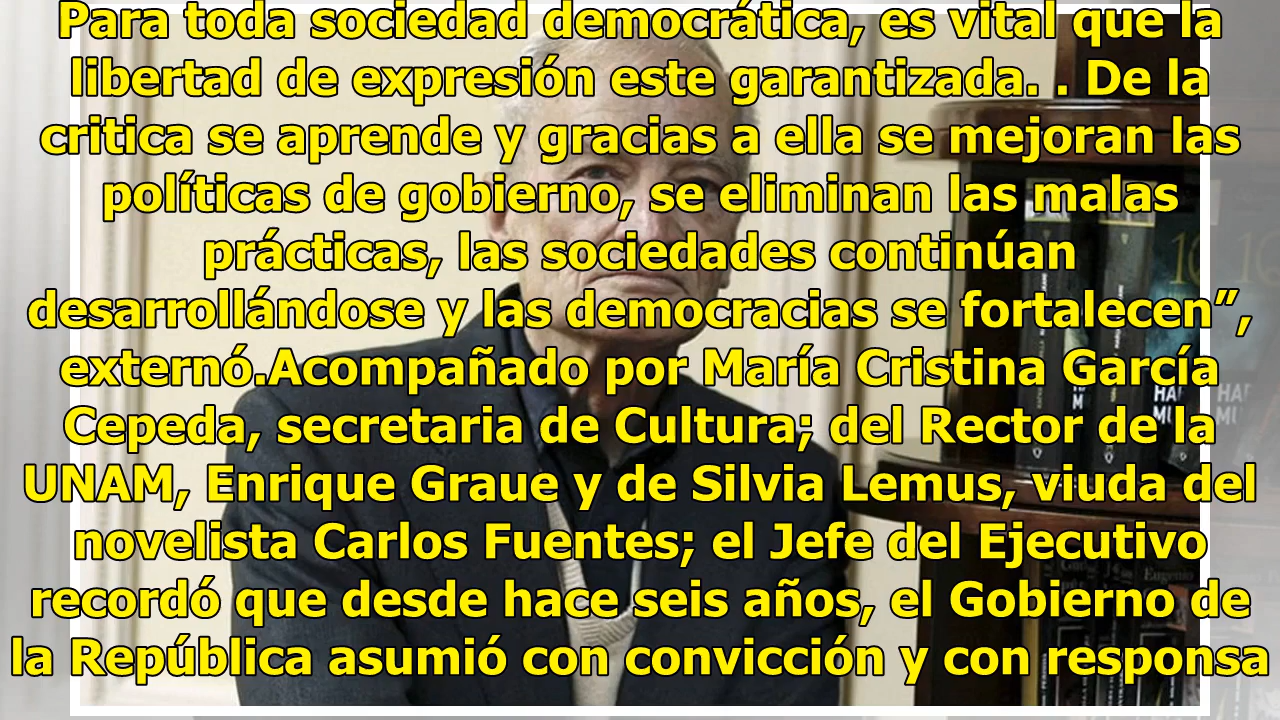 Para toda sociedad democrática, es vital que la
libertad de expresión este garantizada. . De la
critica se aprende y gracias a ella se mejoran las
políticas de gobierno, se eliminan las malas
prácticas, las sociedades continúan
desarrollándose y las democracias se fortalecen”,
externó.Acompañado por María Cristina García
Cepeda, secretaria de Cultura; del Rector de la
UNAM, Enrique Graue y de Silvia Lemus, viuda del
novelista Carlos Fuentes; el Jefe del Ejecutivo
recordó que desde hace seis años, el Gobierno de
la República asumió con convicción y con responsa